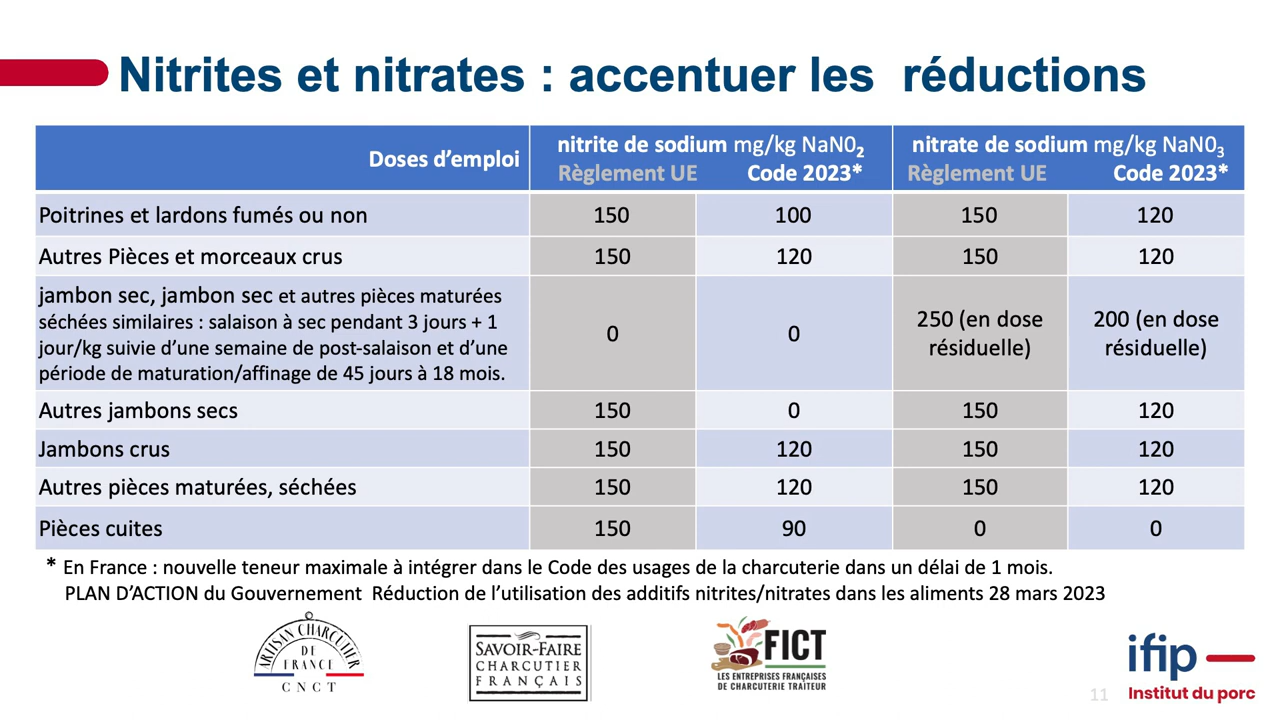 Nitrites et nitrates : accentuer les réductions
Doses d'emploi
nitrite de sodium mg/kg NaN0₂
Règlement UE Code 2023*
nitrate de sodium mg/kg NaN0₃
Règlement UE Code 2023*
Poitrines et lardons fumés ou non 150 100 150 120
Autres Pièces et morceaux crus 150 120 150 120
jambon sec, jambon sec et autres pièces maturées
séchées similaires : salaison à sec pendant 3 jours + 1
jour/kg suivie d'une semaine de post-salaison et d'une
période de maturation/affinage de 45 jours à 18 mois.
0 0
250 (en dose
résiduelle)
200 (en dose
résiduelle)
Autres jambons secs 150 0 150 120
Jambons crus 150 120 150 120
Autres pièces maturées, séchées 150 120 150 120
Pièces cuites 150 90 0 0
* En France : nouvelle teneur maximale à intégrer dans le Code des usages de la charcuterie dans un délai de 1 mois.
PLAN D'ACTION du Gouvernement Réduction de l'utilisation des additifs nitrites/nitrates dans les aliments 28 mars 2023
ARTISAN CHARCUTIER
DE
FRANCE
CNCT
SAVOIR-FAIRE
CHARCUTIER
FRANÇAIS
FICT
LES ENTREPRISES FRANÇAISES
DE CHARCUTERIE TRAITEUR
ifip
Institut du porc
11